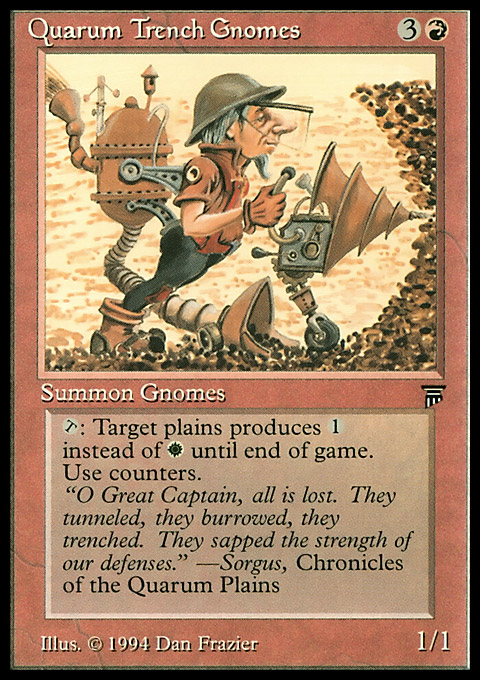 Quarum Trench Gnomes 3
Summon Gnomes
: Target plains produces 1
instead of until end of game.
Use counters.
“O Great Captain, all is lost. They
tunneled, they burrowed, they
trenched. They sapped the strength of
our defenses.” —Sorgus, Chronicles
of the Quarum Plains
Illus. © 1994 Dan Frazier 1/1